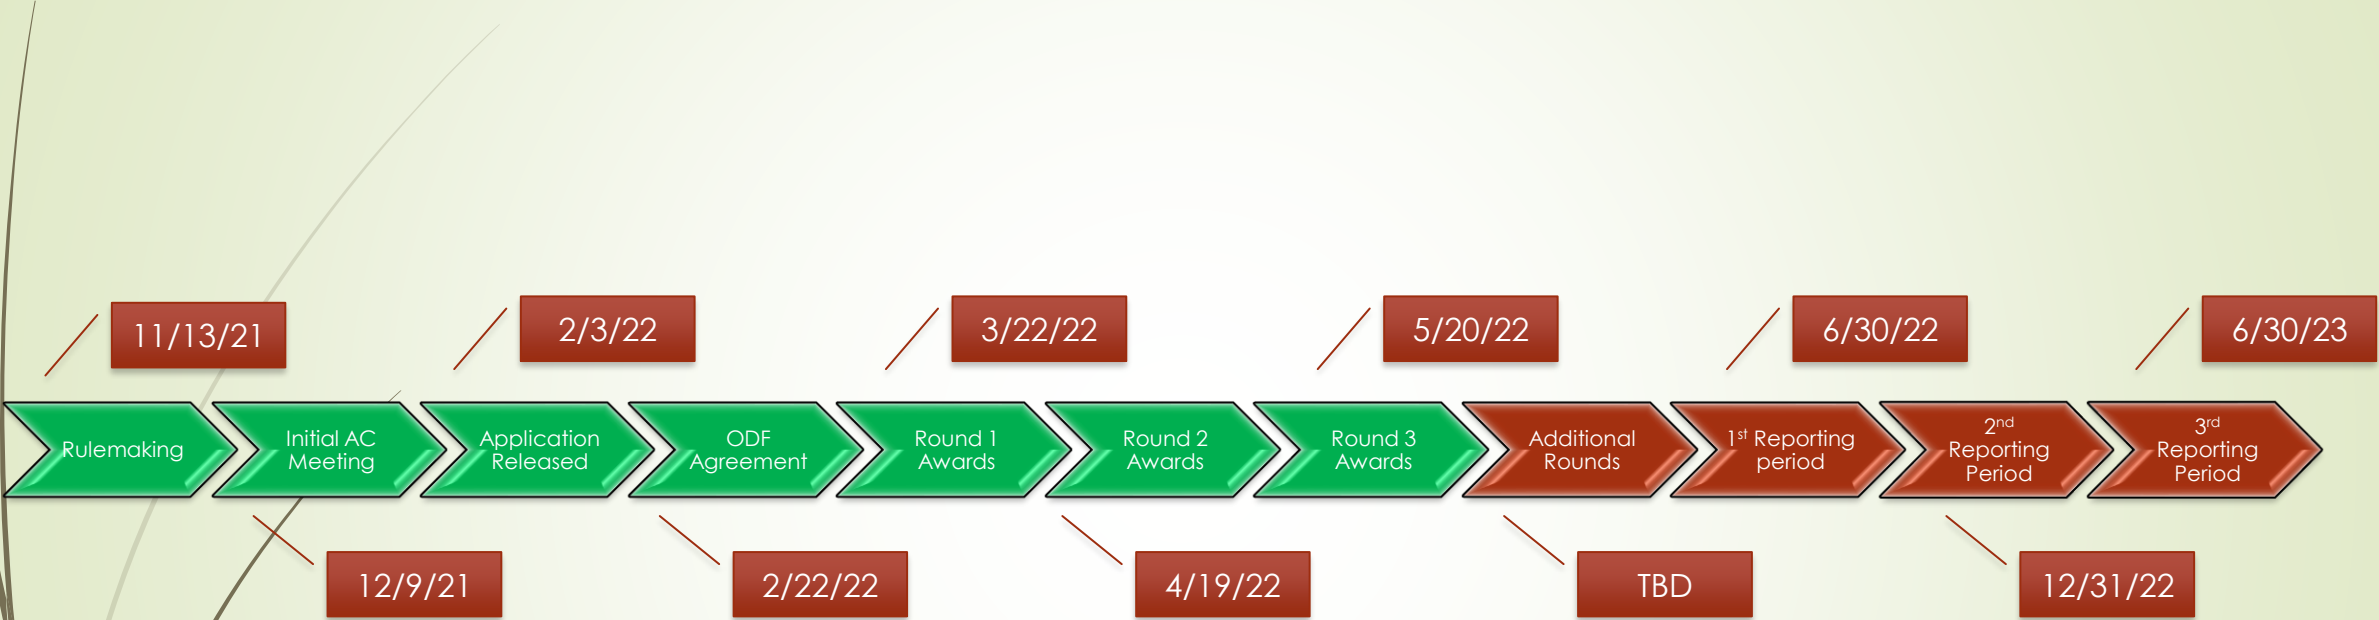 11/13/21
2/3/22
3/22/22
5/20/22
6/30/22
6/30/23
Rulemaking
Initial AC
Meeting
Application
Released
ODF
Agreement
Round 1
Awards
Round 2
Awards
Round 3
Awards
Additional
Rounds
1st Reporting
period
2nd
Reporting
Period
3rd
Reporting
Period
12/9/21
2/22/22
4/19/22
TBD
12/31/22